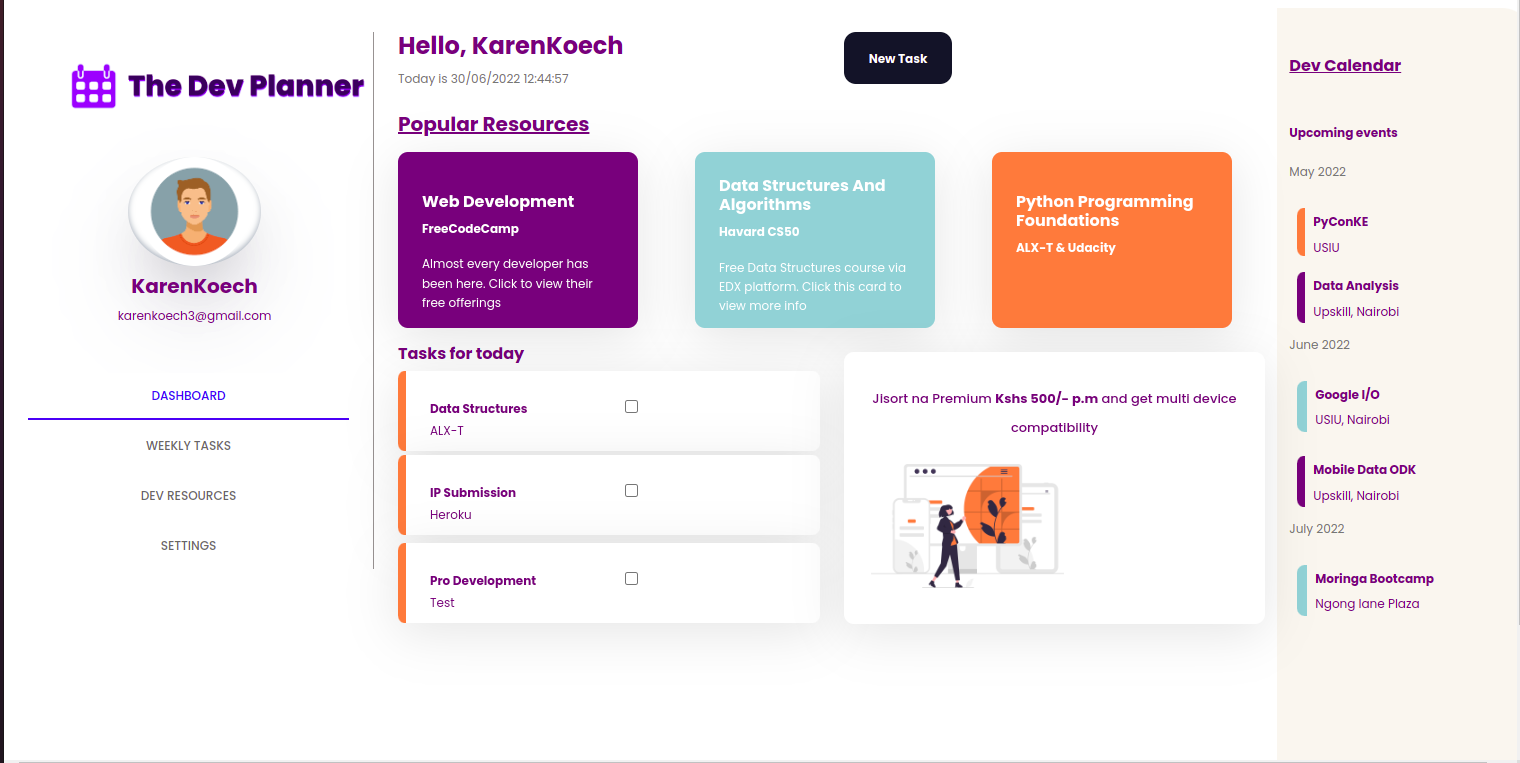 The Dev Planner
KarenKoech
karenkoech3@gmail.com
DASHBOARD
WEEKLY TASKS
DEV RESOURCES
SETTINGS
Hello, KarenKoech
Today is 30/06/2022 12:44:57
New Task
Popular Resources
Web Development
FreeCodeCamp
Almost every developer has
been here. Click to view their
free offerings
Data Structures And
Algorithms
Havard CS50
Free Data Structures course via
EDX platform. Click this card to
view more info
Python Programming
Foundations
ALX-T & Udacity
Tasks for today
Data Structures
ALX-T
IP Submission
Heroku
Pro Development
Test
Jisort na Premium Kshs 500/- p.m and get multi device
compatibility
Dev Calendar
Upcoming events
May 2022
PyConKE
USIU
Data Analysis
Upskill, Nairobi
June 2022
Google I/O
USIU, Nairobi
Mobile Data ODK
Upskill, Nairobi
July 2022
Moringa Bootcamp
Ngong lane Plaza